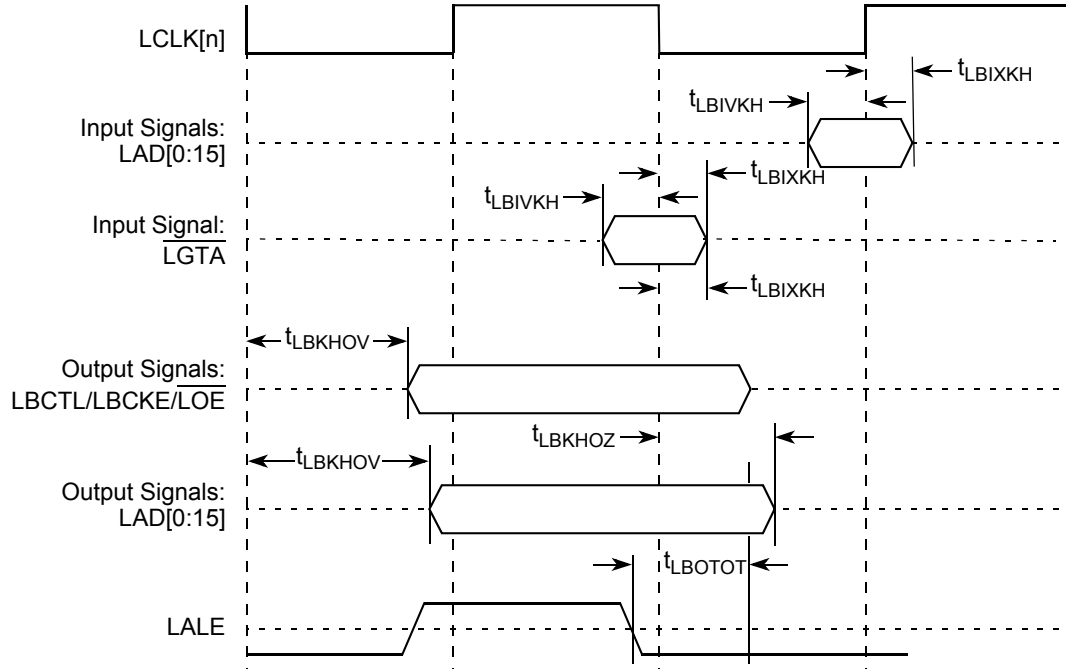 LCLK[n]
tLBIXKH
tLBIVKH
Input Signals:
LAD[0:15]
tLBIXKH
tLBIVKH
Input Signal:
LGTA
tLBIXKH
tLBKHOV
Output Signals:
LBCTL/LBCKE/LOE
tLBKHOZ
tLBKHOV
Output Signals:
LAD[0:15]
tLBOTOT
LALE